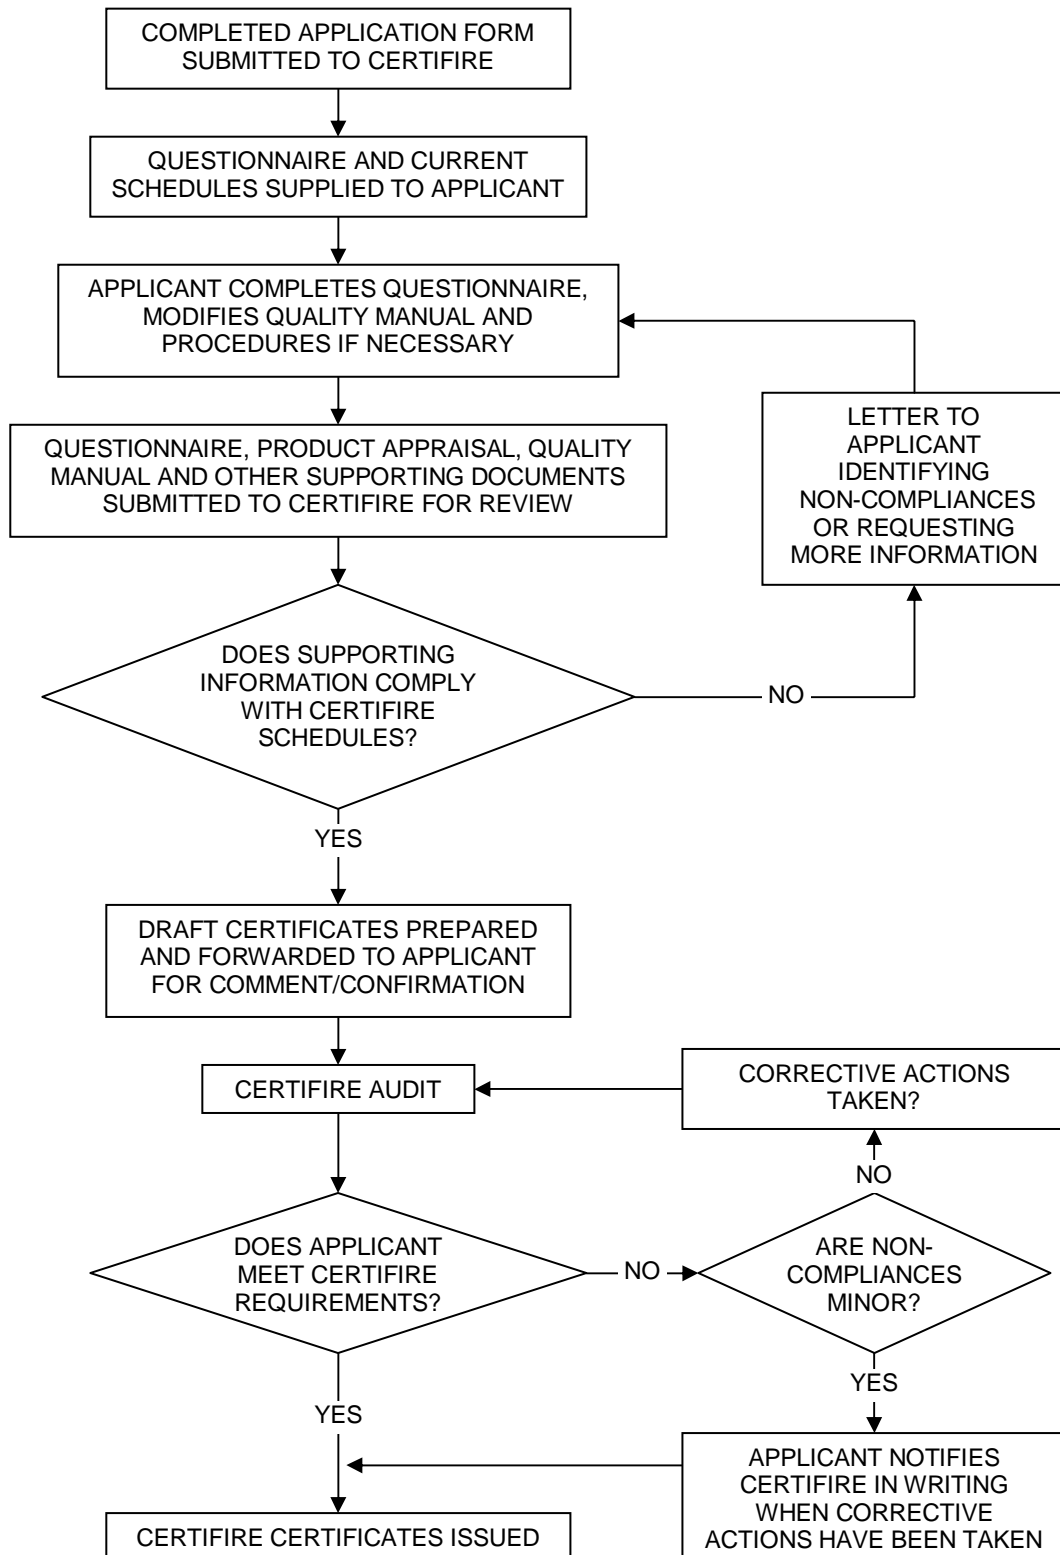 COMPLETED APPLICATION FORM
SUBMITTED TO CERTIFIRE
QUESTIONNAIRE AND CURRENT
SCHEDULES SUPPLIED TO APPLICANT
APPLICANT COMPLETES QUESTIONNAIRE,
MODIFIES QUALITY MANUAL AND
PROCEDURES IF NECESSARY
LETTER TO
APPLICANT
IDENTIFYING
NON-COMPLIANCES
OR REQUESTING
MORE INFORMATION
QUESTIONNAIRE, PRODUCT APPRAISAL, QUALITY
MANUAL AND OTHER SUPPORTING DOCUMENTS
SUBMITTED TO CERTIFIRE FOR REVIEW
DOES SUPPORTING
INFORMATION COMPLY
WITH CERTIFIRE
SCHEDULES?
NO
YES
DRAFT CERTIFICATES PREPARED
AND FORWARDED TO APPLICANT
FOR COMMENT/CONFIRMATION
CERTIFIRE AUDIT
CORRECTIVE ACTIONS
TAKEN?
NO
DOES APPLICANT
MEET CERTIFIRE
REQUIREMENTS?
NO
ARE NON-
COMPLIANCES
MINOR?
YES
YES
APPLICANT NOTIFIES
CERTIFIRE IN WRITING
WHEN CORRECTIVE
ACTIONS HAVE BEEN TAKEN
CERTIFIRE CERTIFICATES ISSUED